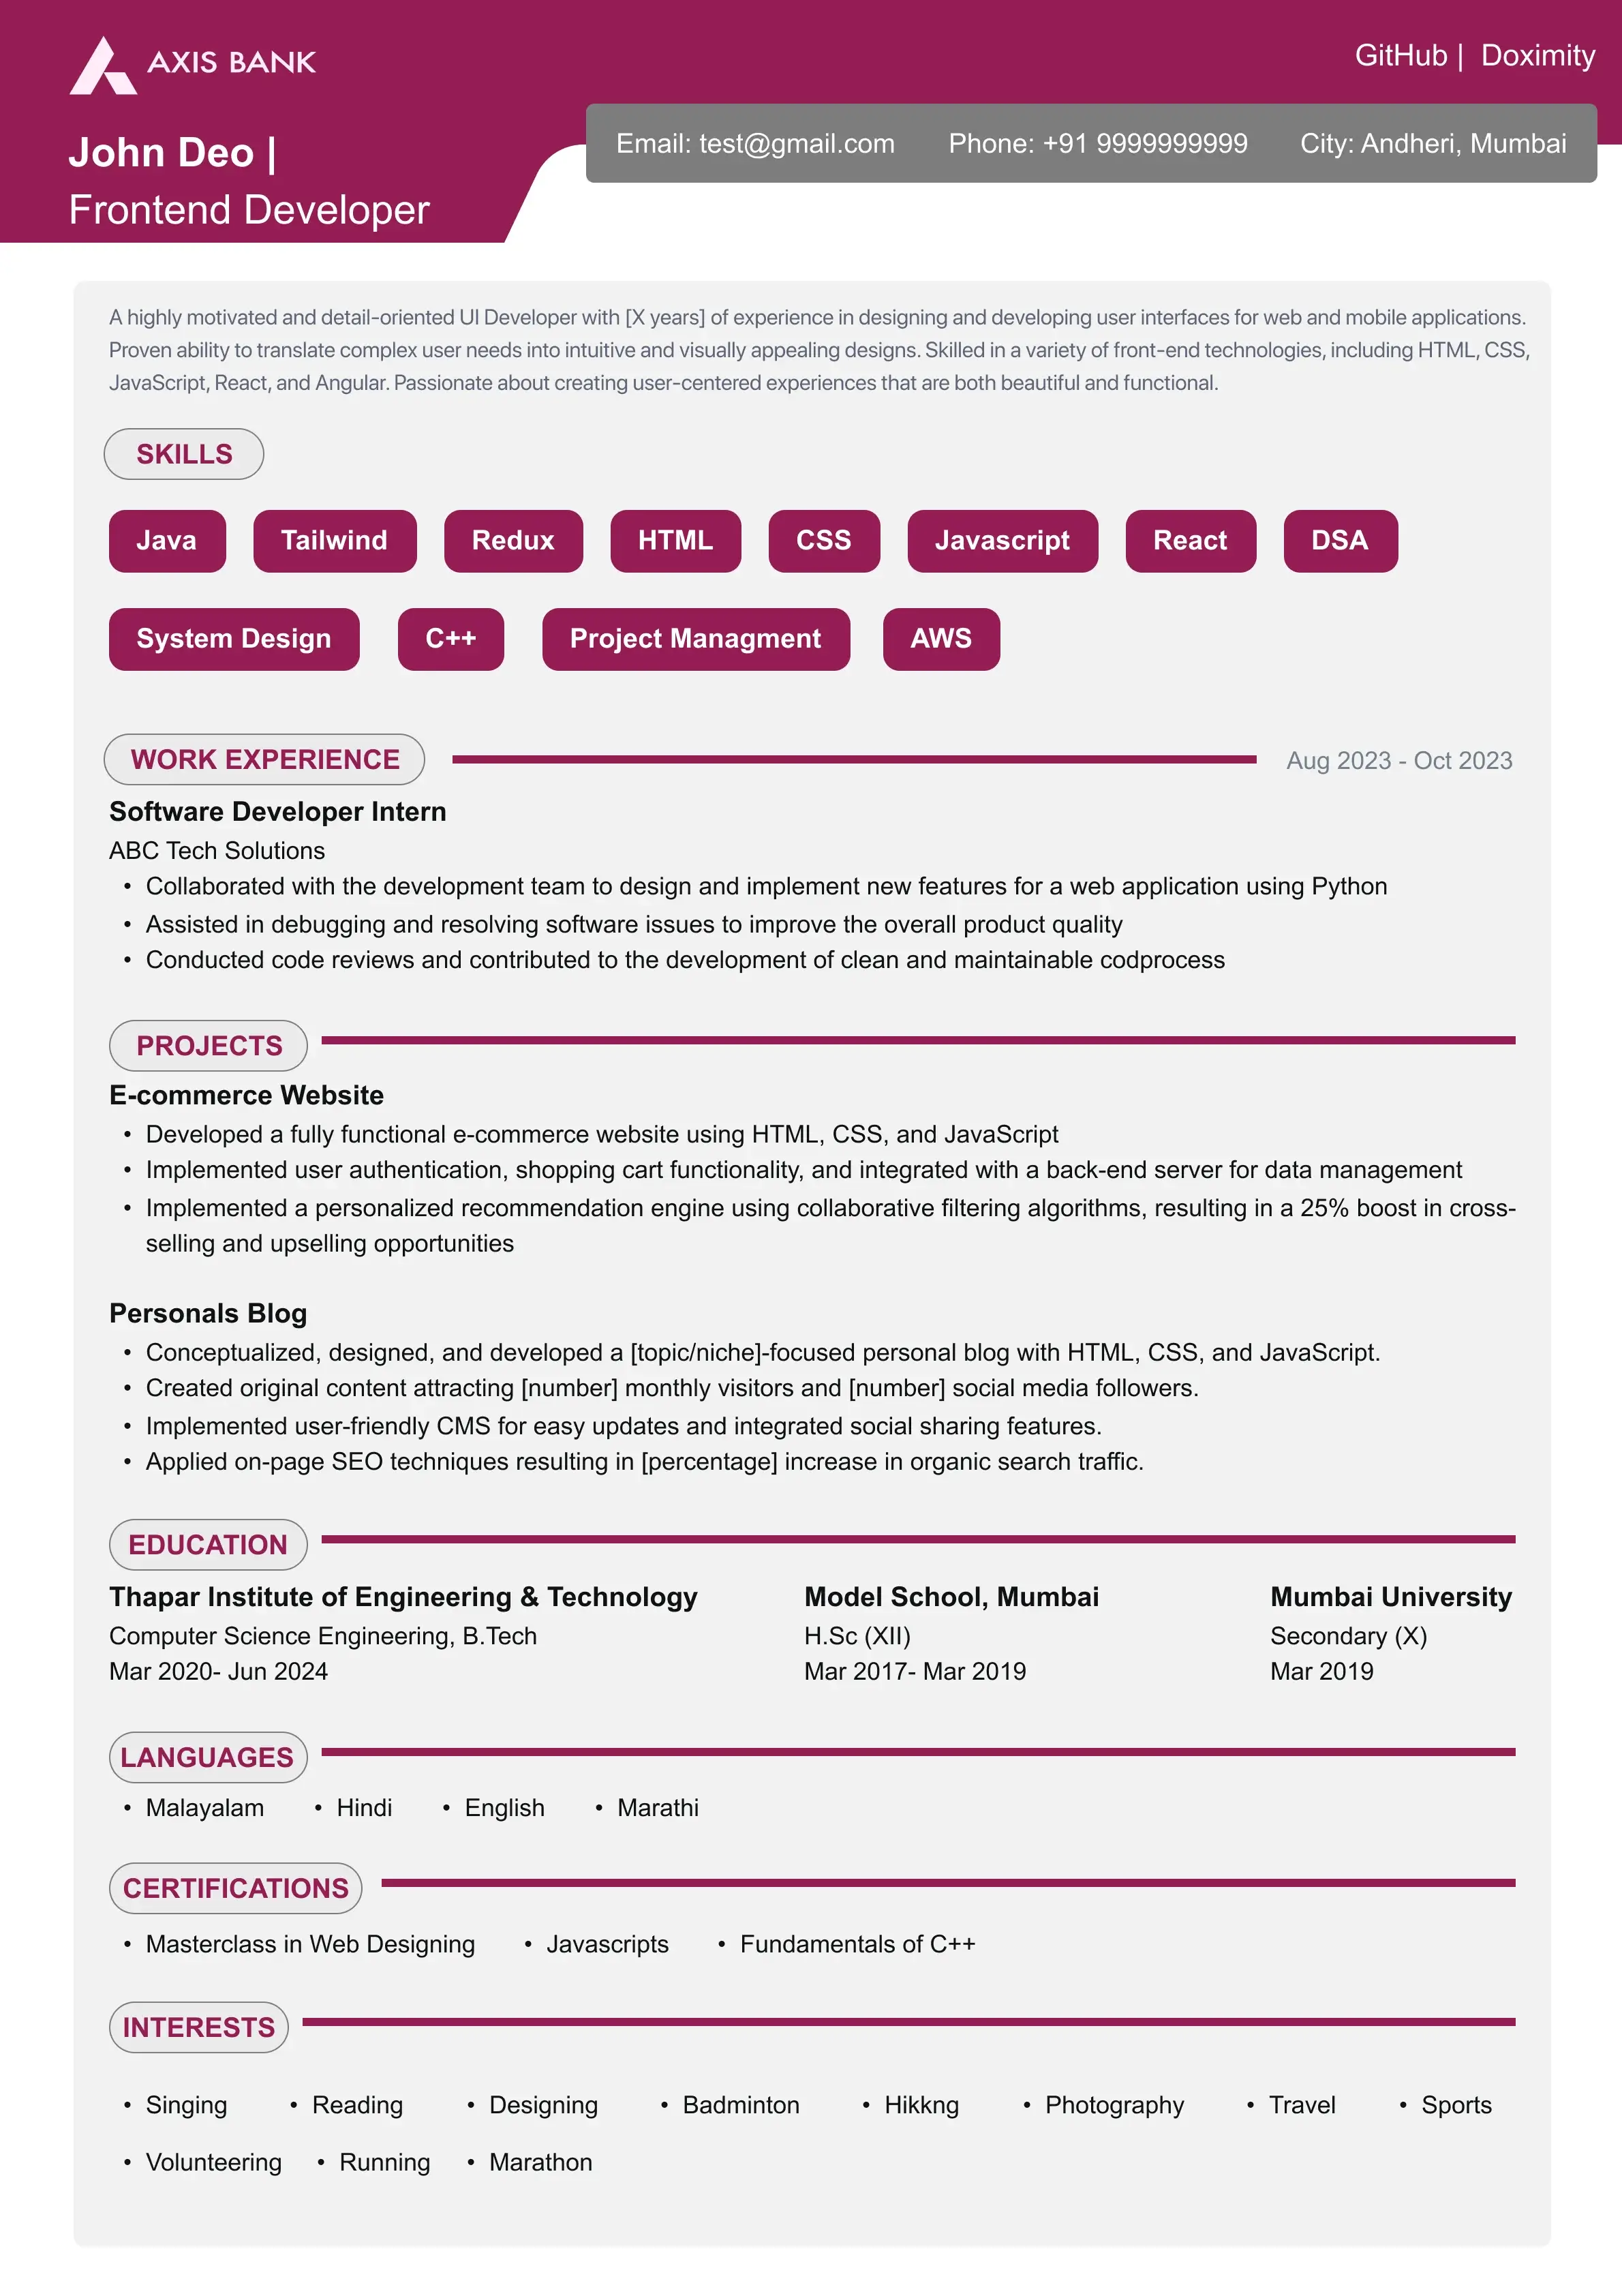 AXIS BANK
GitHub | Doximity
John Deo |
Frontend Developer
Email: test@gmail.com Phone: +91 9999999999 City: Andheri, Mumbai
A highly motivated and detail-oriented UI Developer with [X years] of experience in designing and developing user interfaces for web and mobile applications.
Proven ability to translate complex user needs into intuitive and visually appealing designs. Skilled in a variety of front-end technologies, including HTML, CSS,
JavaScript, React, and Angular. Passionate about creating user-centered experiences that are both beautiful and functional.
SKILLS
Java Tailwind Redux HTML CSS Javascript React DSA
System Design C++ Project Managment AWS
WORK EXPERIENCE Aug 2023 - Oct 2023
Software Developer Intern
ABC Tech Solutions
• Collaborated with the development team to design and implement new features for a web application using Python
• Assisted in debugging and resolving software issues to improve the overall product quality
• Conducted code reviews and contributed to the development of clean and maintainable codprocess
PROJECTS
E-commerce Website
• Developed a fully functional e-commerce website using HTML, CSS, and JavaScript
• Implemented user authentication, shopping cart functionality, and integrated with a back-end server for data management
• Implemented a personalized recommendation engine using collaborative filtering algorithms, resulting in a 25% boost in cross-
selling and upselling opportunities
Personals Blog
• Conceptualized, designed, and developed a [topic/niche]-focused personal blog with HTML, CSS, and JavaScript.
• Created original content attracting [number] monthly visitors and [number] social media followers.
• Implemented user-friendly CMS for easy updates and integrated social sharing features.
• Applied on-page SEO techniques resulting in [percentage] increase in organic search traffic.
EDUCATION
Thapar Institute of Engineering & Technology Model School, Mumbai Mumbai University
Computer Science Engineering, B.Tech H.Sc (XII) Secondary (X)
Mar 2020- Jun 2024 Mar 2017- Mar 2019 Mar 2019
LANGUAGES
• Malayalam • Hindi • English • Marathi
CERTIFICATIONS
• Masterclass in Web Designing • Javascripts • Fundamentals of C++
INTERESTS
• Singing • Reading • Designing • Badminton • Hikkng • Photography • Travel • Sports
• Volunteering • Running • Marathon